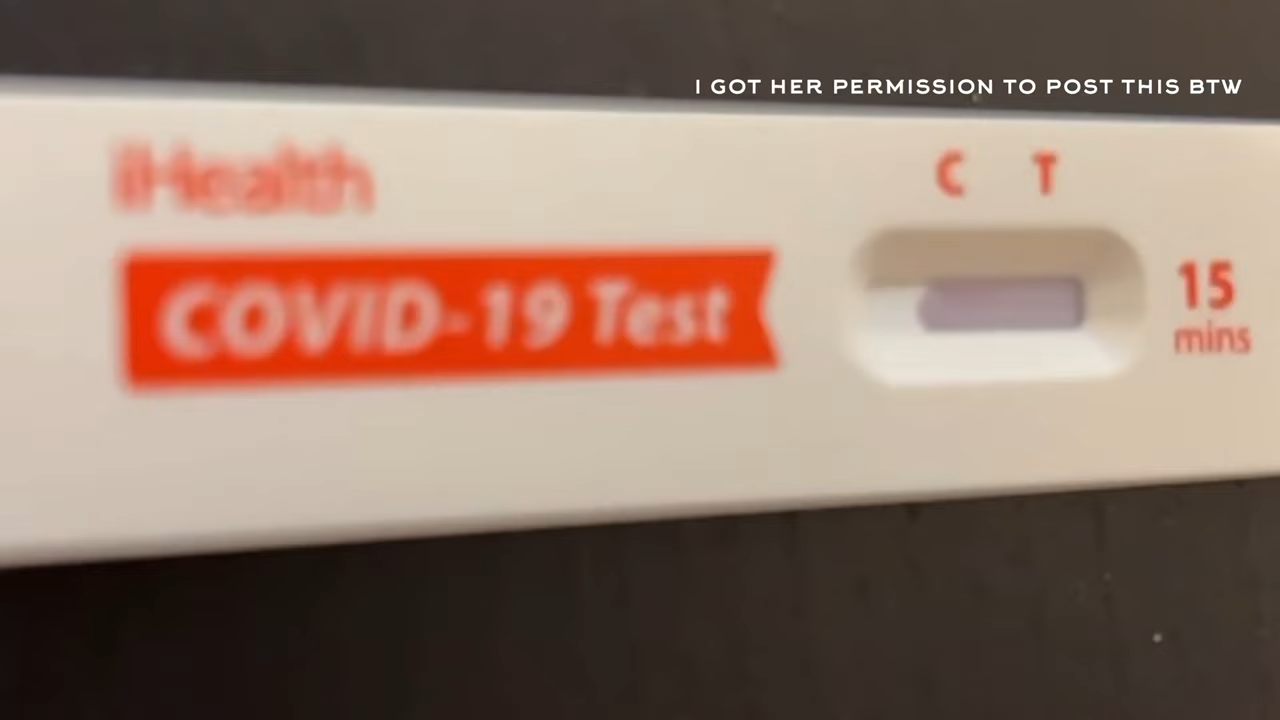 I GOT HER PERMISSION TO POST THIS BTW
iHealth
C T
COVID-19 Test
15
mins